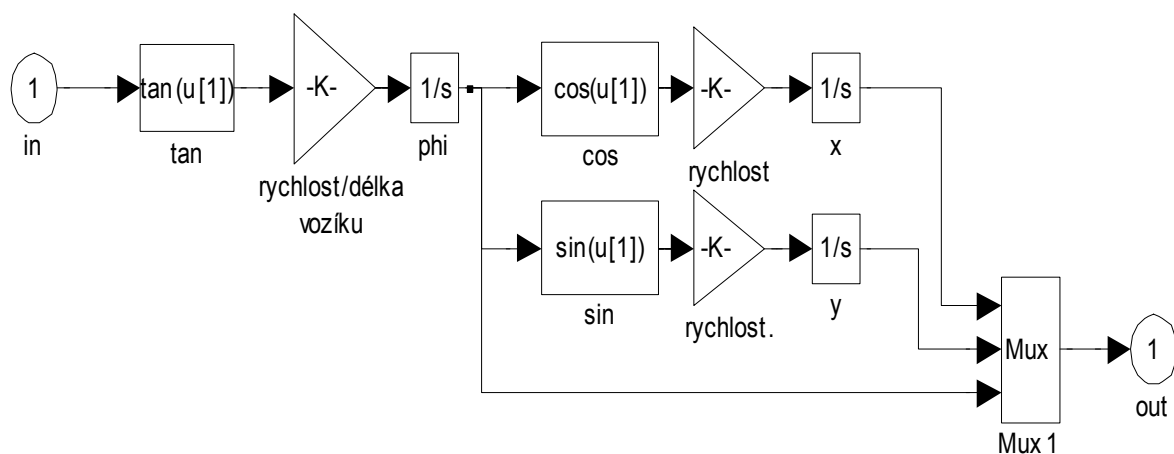 1
in
tan(u[1])
tan
-K-
rychlost/délka
vozíku
1/s
phi
cos(u[1])
cos
-K-
rychlost
1/s
x
sin(u[1])
sin
-K-
rychlost.
1/s
y
Mux
Mux 1
1
out